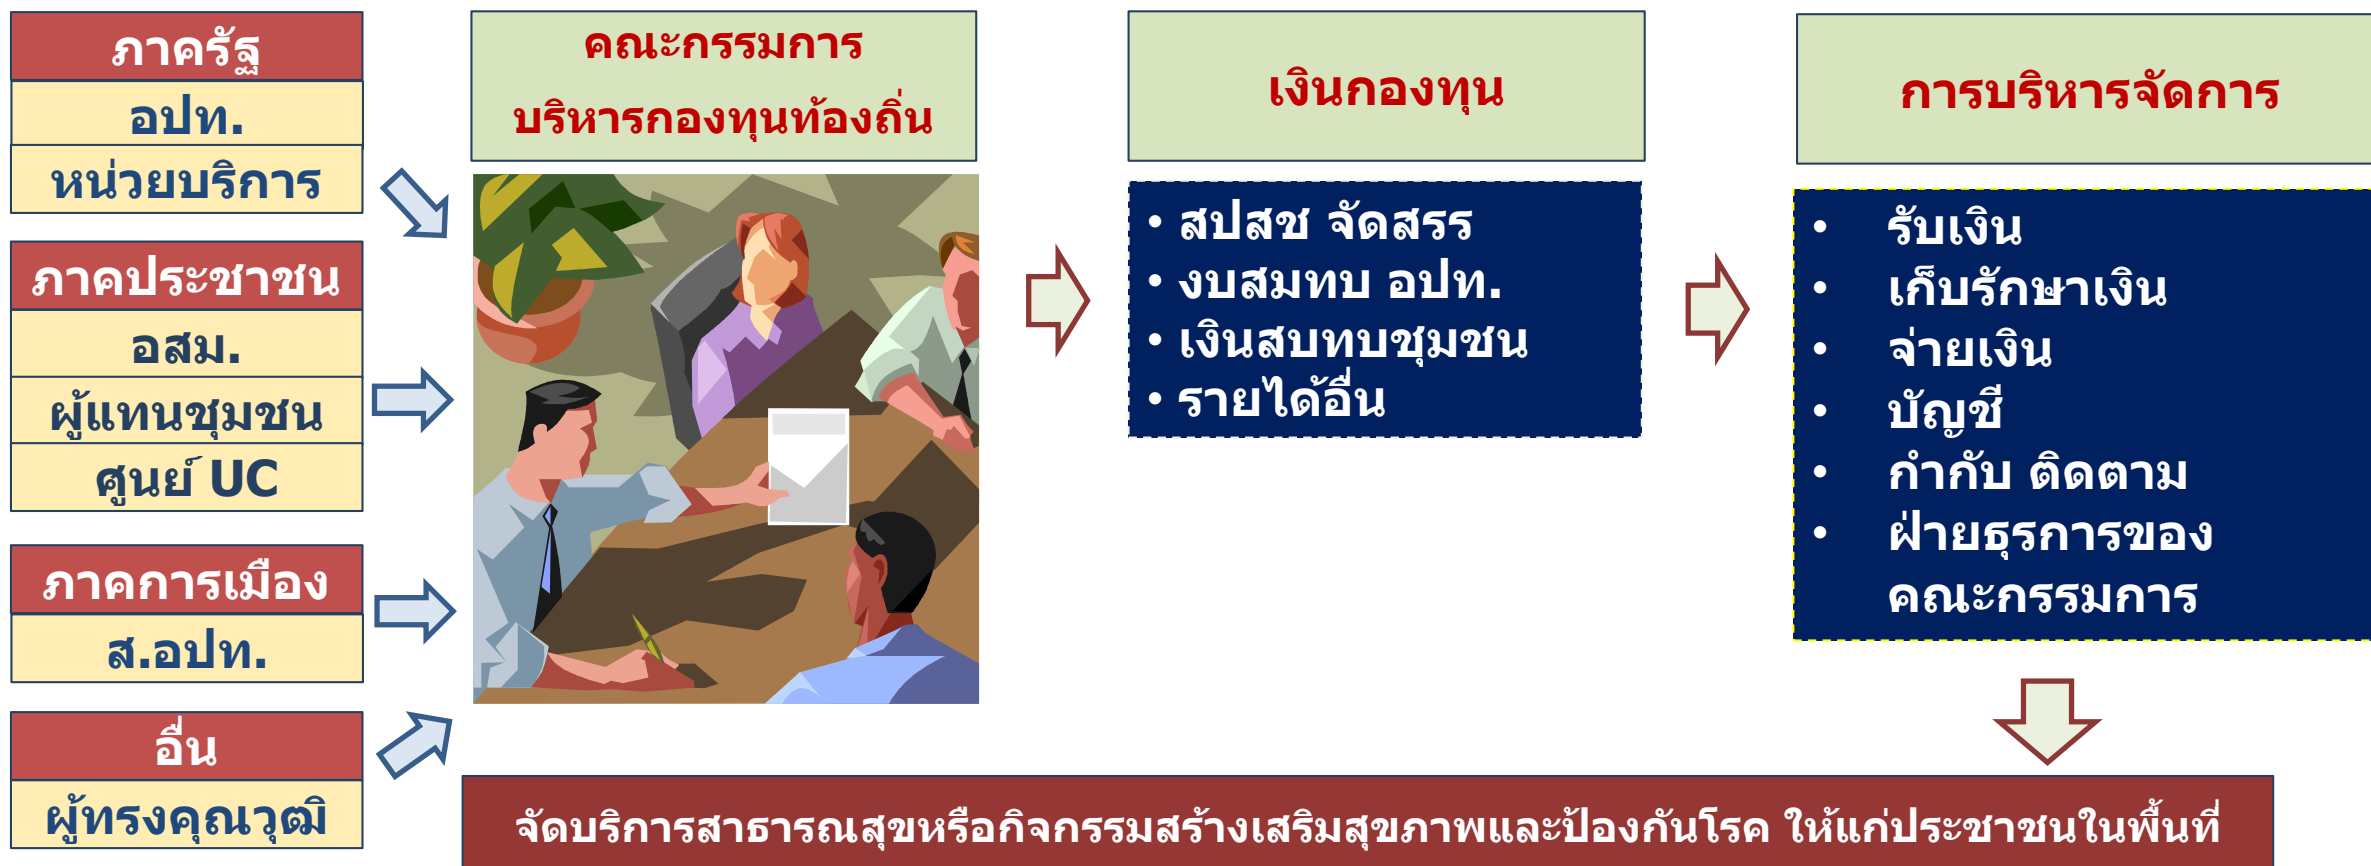 ภาครัฐ
อปท.
หน่วยบริการ
ภาคประชาชน
อสม.
ผู้แทนชุมชน
ศูนย์ UC
ภาคการเมือง
ส.อปท.
อื่น
ผู้ทรงคุณวุฒิ
คณะกรรมการ
บริหารกองทุนท้องถิ่น
เงินกองทุน
• สปสช จัดสรร
• งบสมทบ อปท.
• เงินสบทบชุมชน
• รายได้อื่น
การบริหารจัดการ
• รับเงิน
• เก็บรักษาเงิน
• จ่ายเงิน
• บัญชี
• กำกับ ติดตาม
• ฝ่ายธุรการของ
คณะกรรมการ
จัดบริการสาธารณสุขหรือกิจกรรมสร้างเสริมสุขภาพและป้องกันโรค ให้แก่ประชาชนในพื้นที่